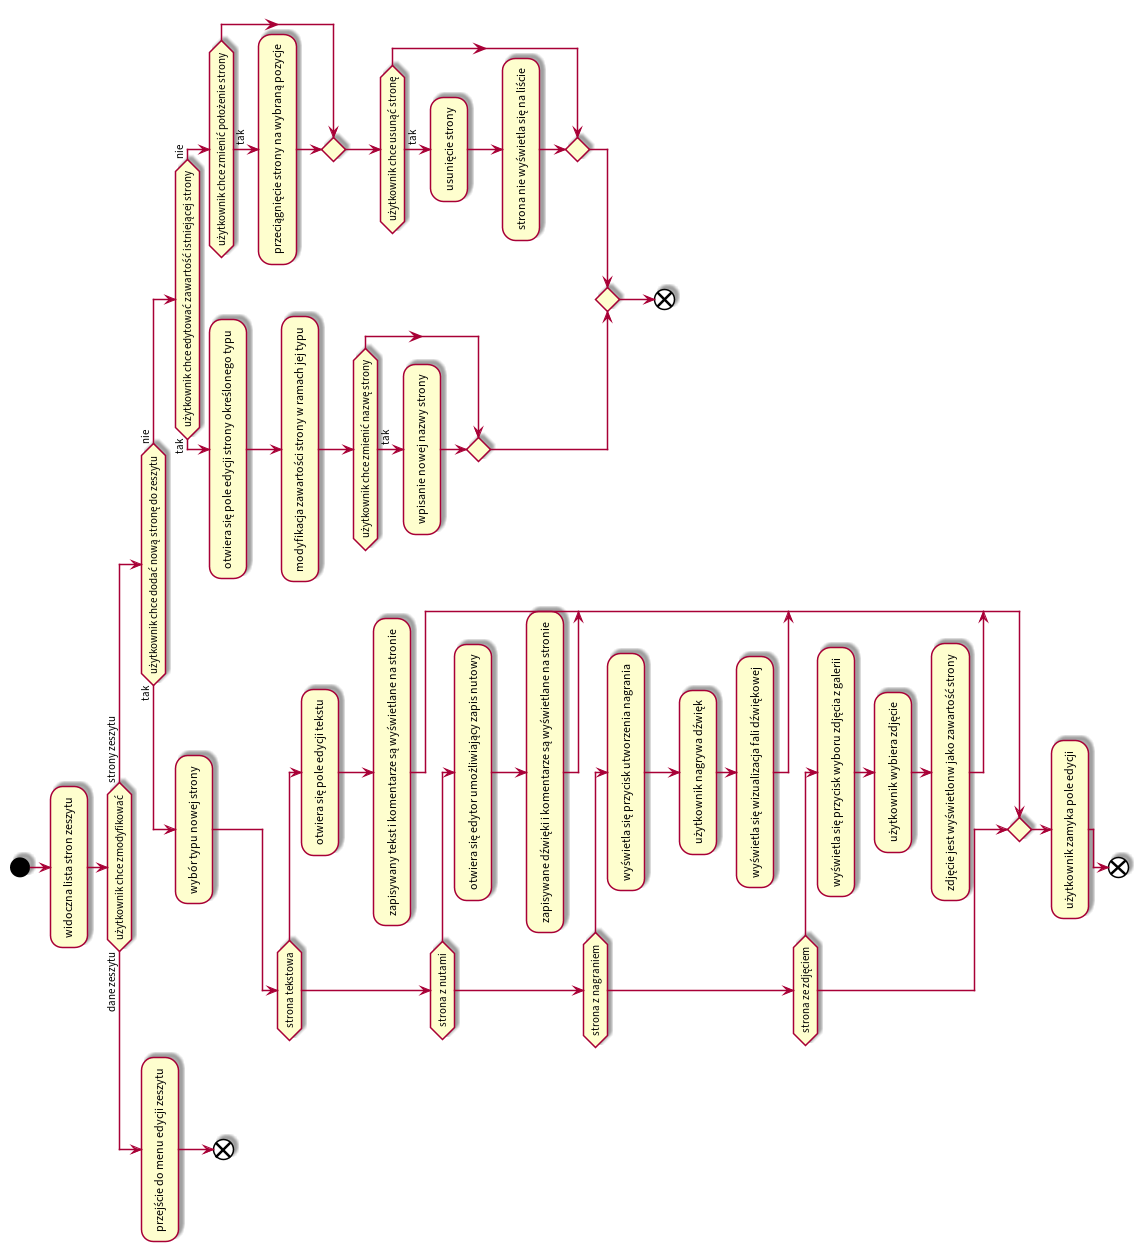 widoczna lista stron zeszytu
użytkownik chce zmodyfikować
strony zeszytu
dane zeszytu
użytkownik chce dodać nową stronę do zeszytu
nie
tak
użytkownik chce edytować zawartość istniejącej strony
nie
tak
użytkownik chce zmienić położenie strony
tak
przeciągnięcie strony na wybraną pozycje
użytkownik chce usunąć stronę
tak
usunięcie strony
strona nie wyświetla się na liście
otwiera się pole edycji strony określonego typu
modyfikacja zawartości strony w ramach jej typu
użytkownik chce zmienić nazwę strony
tak
wpisanie nowej nazwy strony
wybór typu nowej strony
strona tekstowa
otwiera się pole edycji tekstu
zapisywany tekst i komentarze są wyświetlane na stronie
strona z nutami
otwiera się edytor umożliwiający zapis nutowy
zapisywane dźwięki i komentarze są wyświetlane na stronie
strona z nagraniem
wyświetla się przycisk utworzenia nagrania
użytkownik nagrywa dźwięk
wyświetla się wizualizacja fali dźwiękowej
strona ze zdjęciem
wyświetla się przycisk wyboru zdjęcia z galerii
użytkownik wybiera zdjęcie
zdjęcie jest wyświetlonw jako zawartość strony
użytkownik zamyka pole edycji
przejście do menu edycji zeszytu